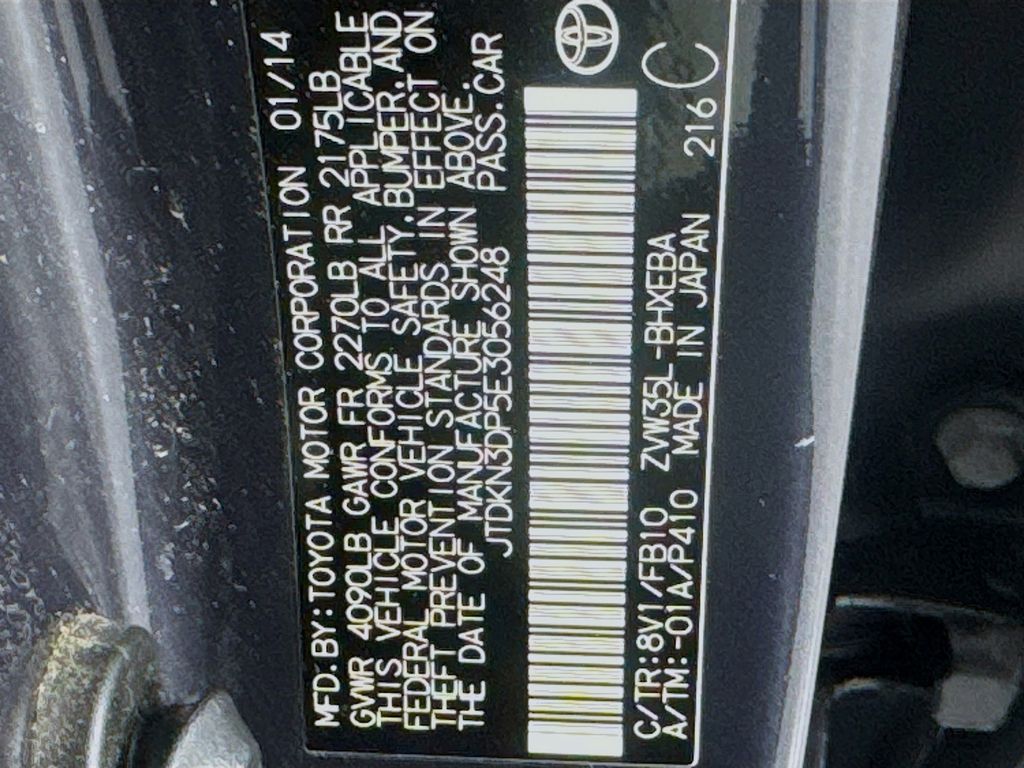 MFD.BY:TOYOTA MOTOR CORPORATION 01/14
GVWR 4090LB GAWR FR 2270LB RR 2175LB
THIS VEHICLE CONFORMS TO ALL APPLICABLE
FEDERAL MOTOR VEHICLE SAFETY,BUMPER,AND
THEFT PREVENTION STANDARDS IN EFFECT ON
THE DATE OF MANUFACTURE SHOWN ABOVE.
JTDKN3DP5E3056248 PASS.CAR
C/TR:8V1/FB10 ZVW35L-BHXEBA
A/TM:-01A/P410 MADE IN JAPAN 216 C